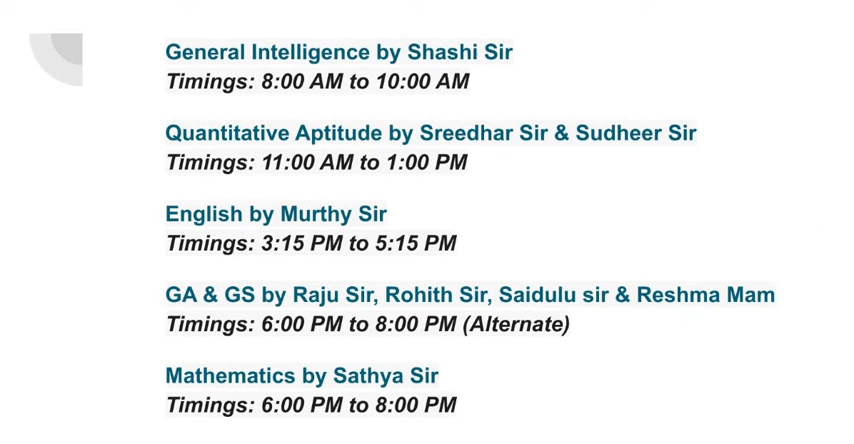 General Intelligence by Shashi Sir
Timings: 8:00 AM to 10:00 AM
Quantitative Aptitude by Sreedhar Sir & Sudheer Sir
Timings: 11:00 AM to 1:00 PM
English by Murthy Sir
Timings: 3:15 PM to 5:15 PM
GA & GS by Raju Sir, Rohith Sir, Saidulu sir & Reshma Mam
Timings: 6:00 PM to 8:00 PM (Alternate)
Mathematics by Sathya Sir
Timings: 6:00 PM to 8:00 PM